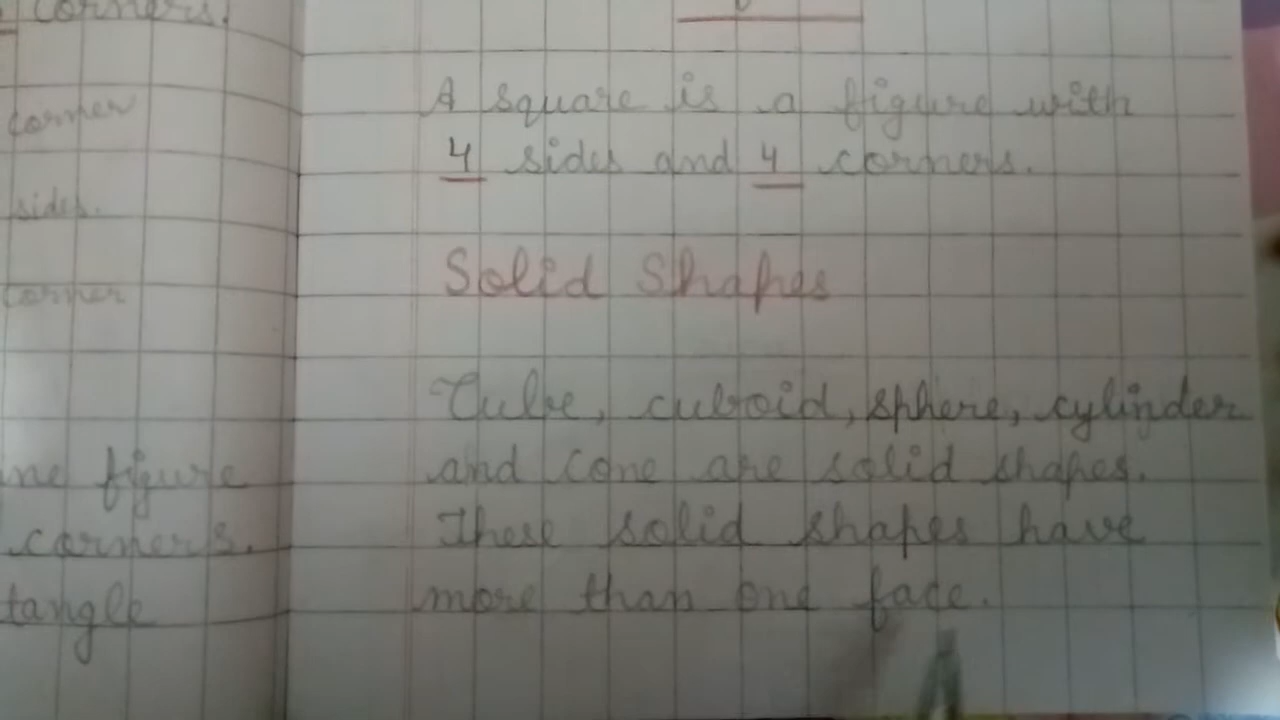 corners.
corner
sides.
corner
figure
corners.
tangle
A square is a figure with
4 sides and 4 corners.
Solid Shapes
Cube, cuboid, sphere, cylinder
and cone are solid shapes.
These solid shapes have
more than one face.